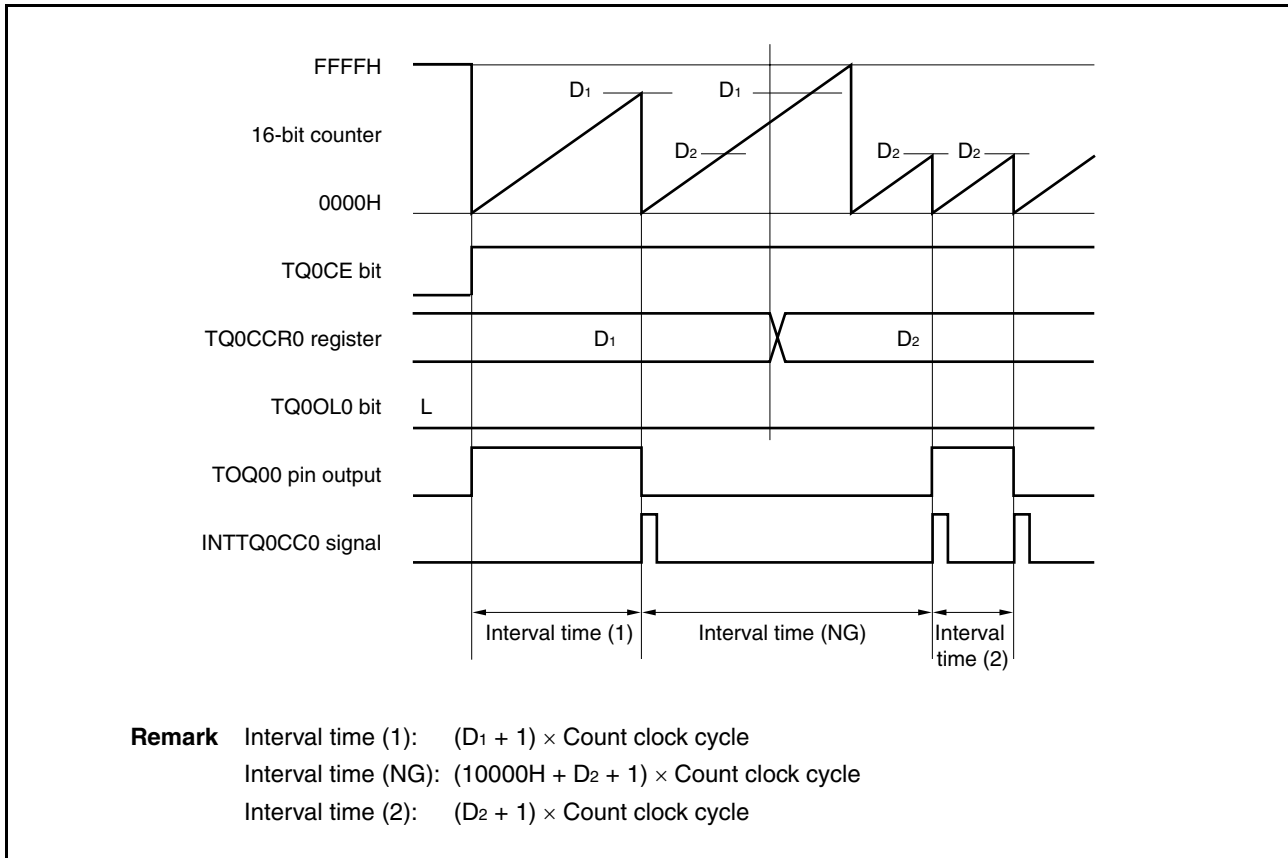 FFFFH
D1
D1
16-bit counter
D2
D2
D2
0000H
TQ0CE bit
TQ0CCR0 register
D1
D2
TQ0OL0 bit
L
TOQ00 pin output
INTTQ0CC0 signal
Interval time (1)
Interval time (NG)
Interval
time (2)
Remark Interval time (1): (D1 + 1) × Count clock cycle
Interval time (NG): (10000H + D2 + 1) × Count clock cycle
Interval time (2): (D2 + 1) × Count clock cycle